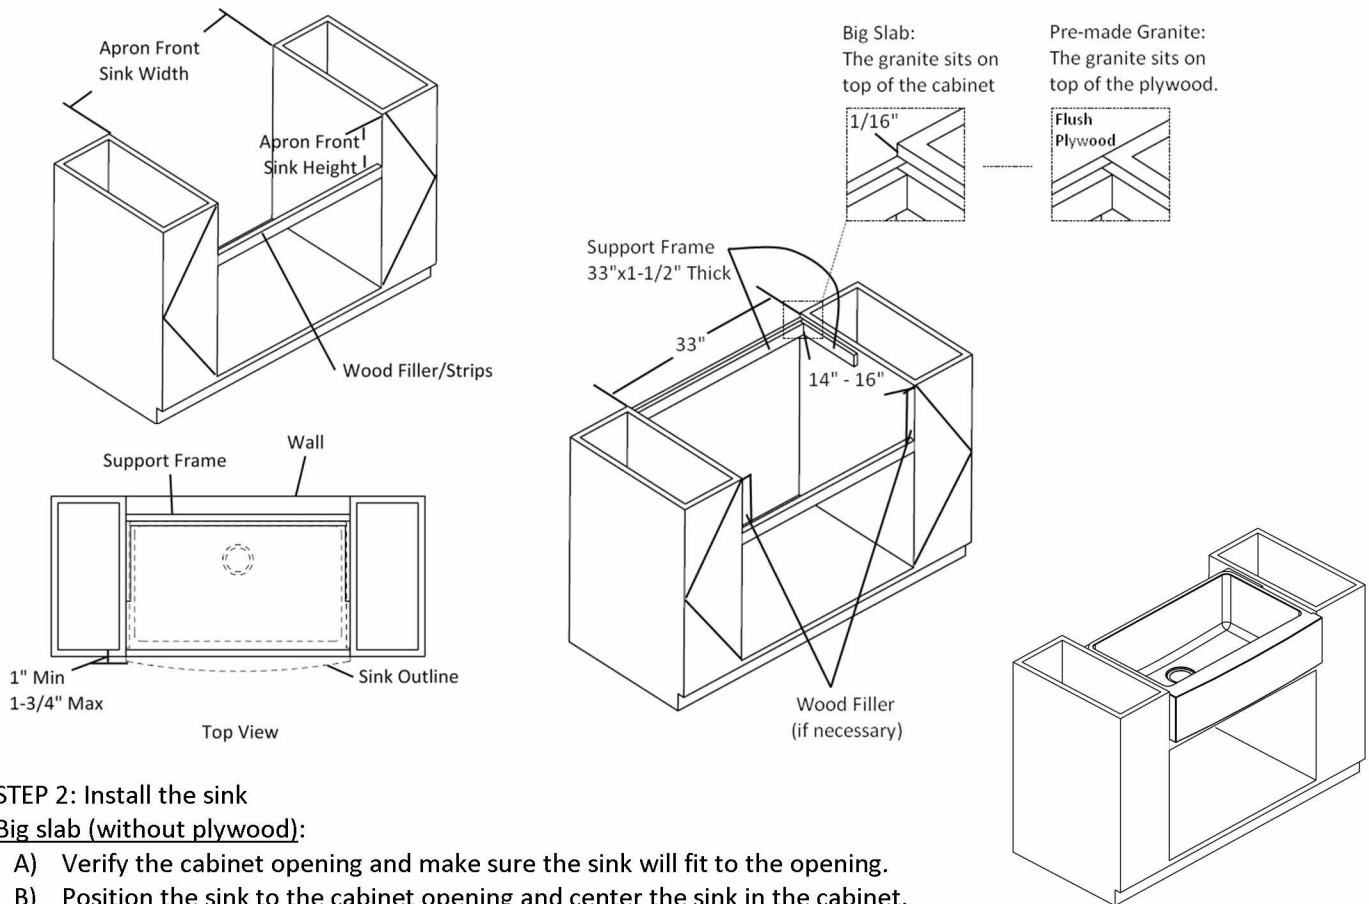 Apron Front
Sink Width
Apron Front
Sink Height
Wood Filler/Strips
Big Slab:
The granite sits on
top of the cabinet
Pre-made Granite:
The granite sits on
top of the plywood.
1/16"
Flush
Plywood
Support Frame
33"x1-1/2" Thick
33"
14" - 16"
Wood Filler
(if necessary)
Wall
Support Frame
1" Min
1-3/4" Max
Sink Outline
Top View
STEP 2: Install the sink
Big slab (without plywood):
A) Verify the cabinet opening and make sure the sink will fit to the opening.
B) Position the sink to the cabinet opening and center the sink in the cabinet.